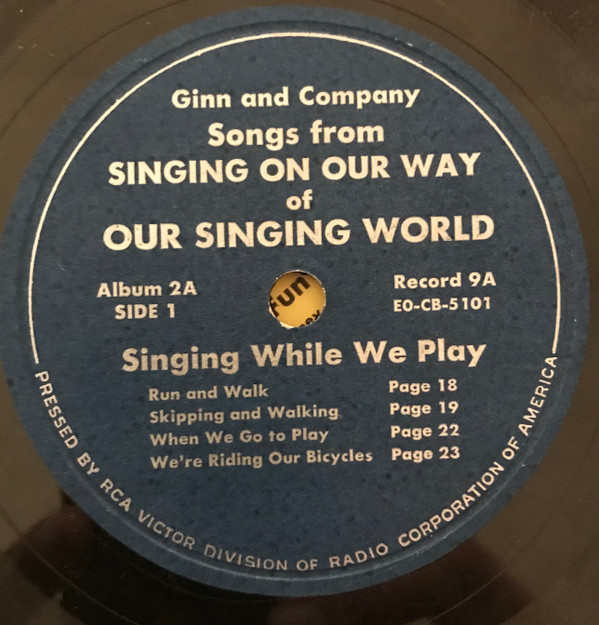 Ginn and Company
Songs from
SINGING ON OUR WAY
of
OUR SINGING WORLD
Album 2A
SIDE 1
Record 9A
EO-CB-5101
Fun
Singing While We Play
Run and Walk Page 18
Skipping and Walking Page 19
When We Go to Play Page 22
We're Riding Our Bicycles Page 23
PRESSED BY RCA VICTOR DIVISION OF RADIO CORPORATION OF AMERICA